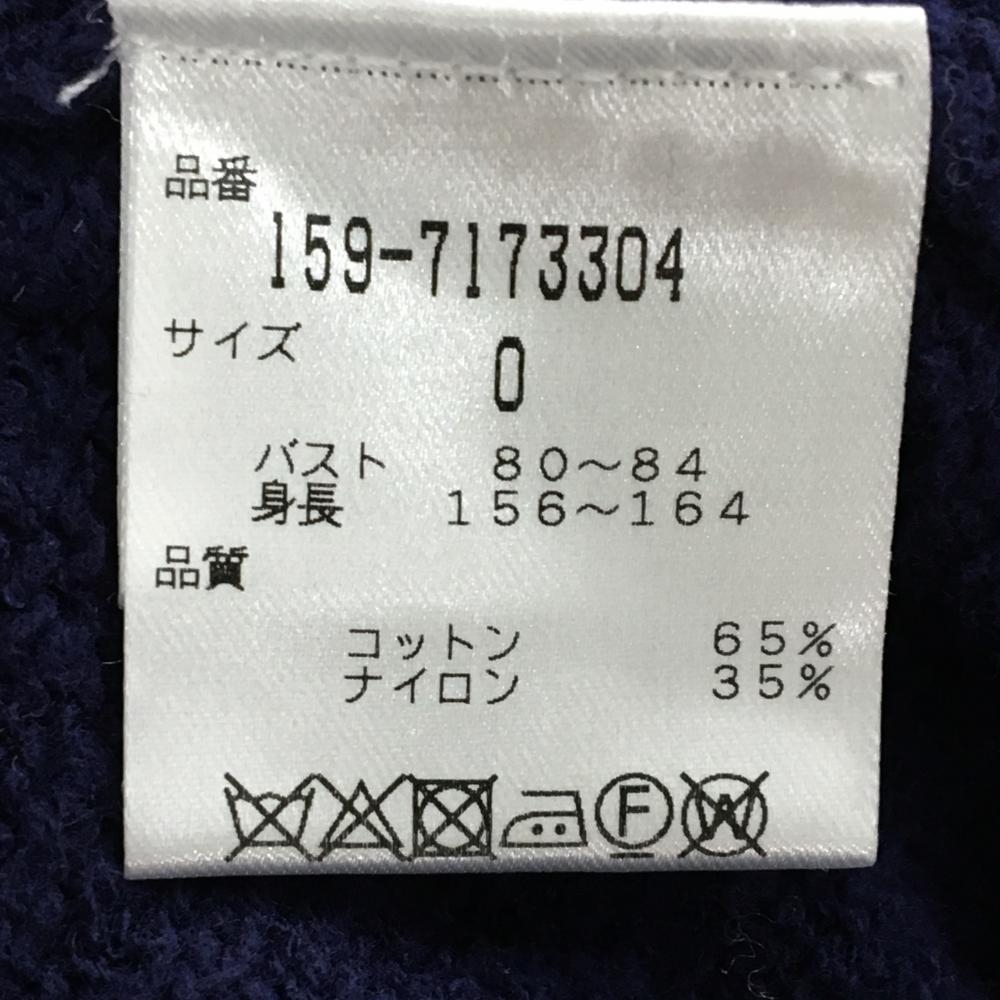 品番
159-7173304
サイズ
0
バスト 80～84
身長 156～164
品質
コットン 65%
ナイロン 35%
F W